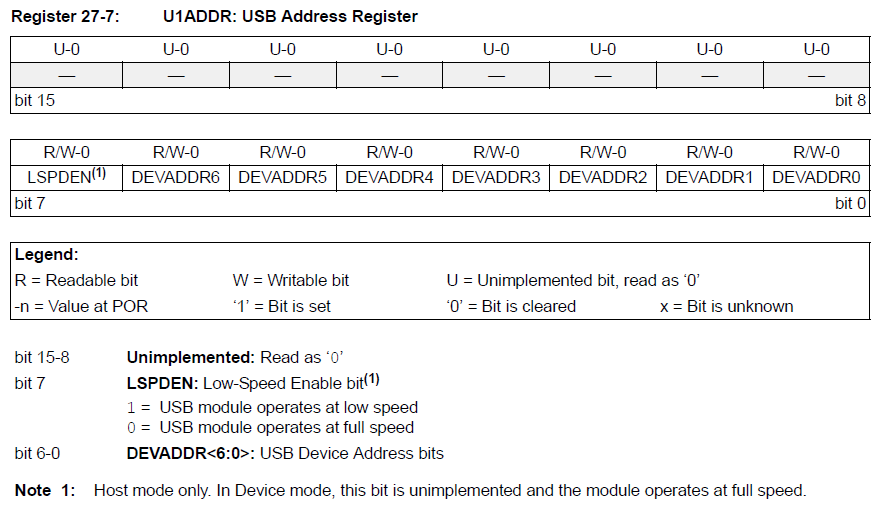 Register 27-7: U1ADDR: USB Address Register
U-0 U-0 U-0 U-0 U-0 U-0 U-0 U-0
— — — — — — — —
bit 15 bit 8
R/W-0 R/W-0 R/W-0 R/W-0 R/W-0 R/W-0 R/W-0 R/W-0
LSPDEN(1) DEVADDR6 DEVADDR5 DEVADDR4 DEVADDR3 DEVADDR2 DEVADDR1 DEVADDR0
bit 7 bit 0
Legend:
R = Readable bit W = Writable bit U = Unimplemented bit, read as ‘0’
-n = Value at POR ‘1’ = Bit is set ‘0’ = Bit is cleared x = Bit is unknown
bit 15-8 Unimplemented: Read as ‘0’
bit 7 LSPDEN: Low-Speed Enable bit(1)
1 = USB module operates at low speed
0 = USB module operates at full speed
bit 6-0 DEVADDR<6:0>: USB Device Address bits
Note 1: Host mode only. In Device mode, this bit is unimplemented and the module operates at full speed.